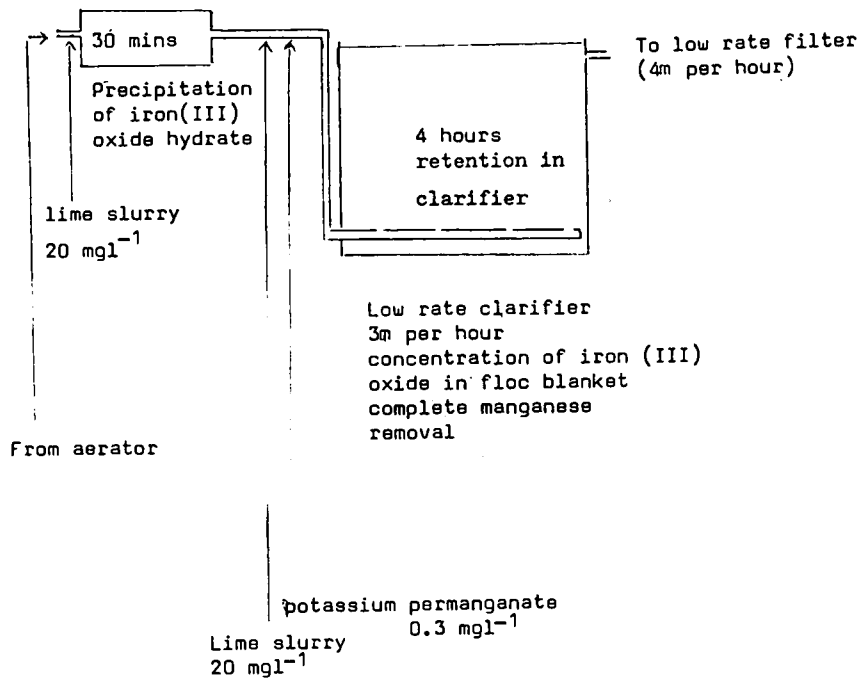 30 mins
To low rate filter
(4m per hour)
Precipitation
of iron(III)
oxide hydrate
4 hours
retention in
clarifier
lime slurry
20 mgl⁻¹
Low rate clarifier
3m per hour
concentration of iron (III)
oxide in floc blanket
complete manganese
removal
From aerator
potassium permanganate
0.3 mgl⁻¹
Lime slurry
20 mgl⁻¹